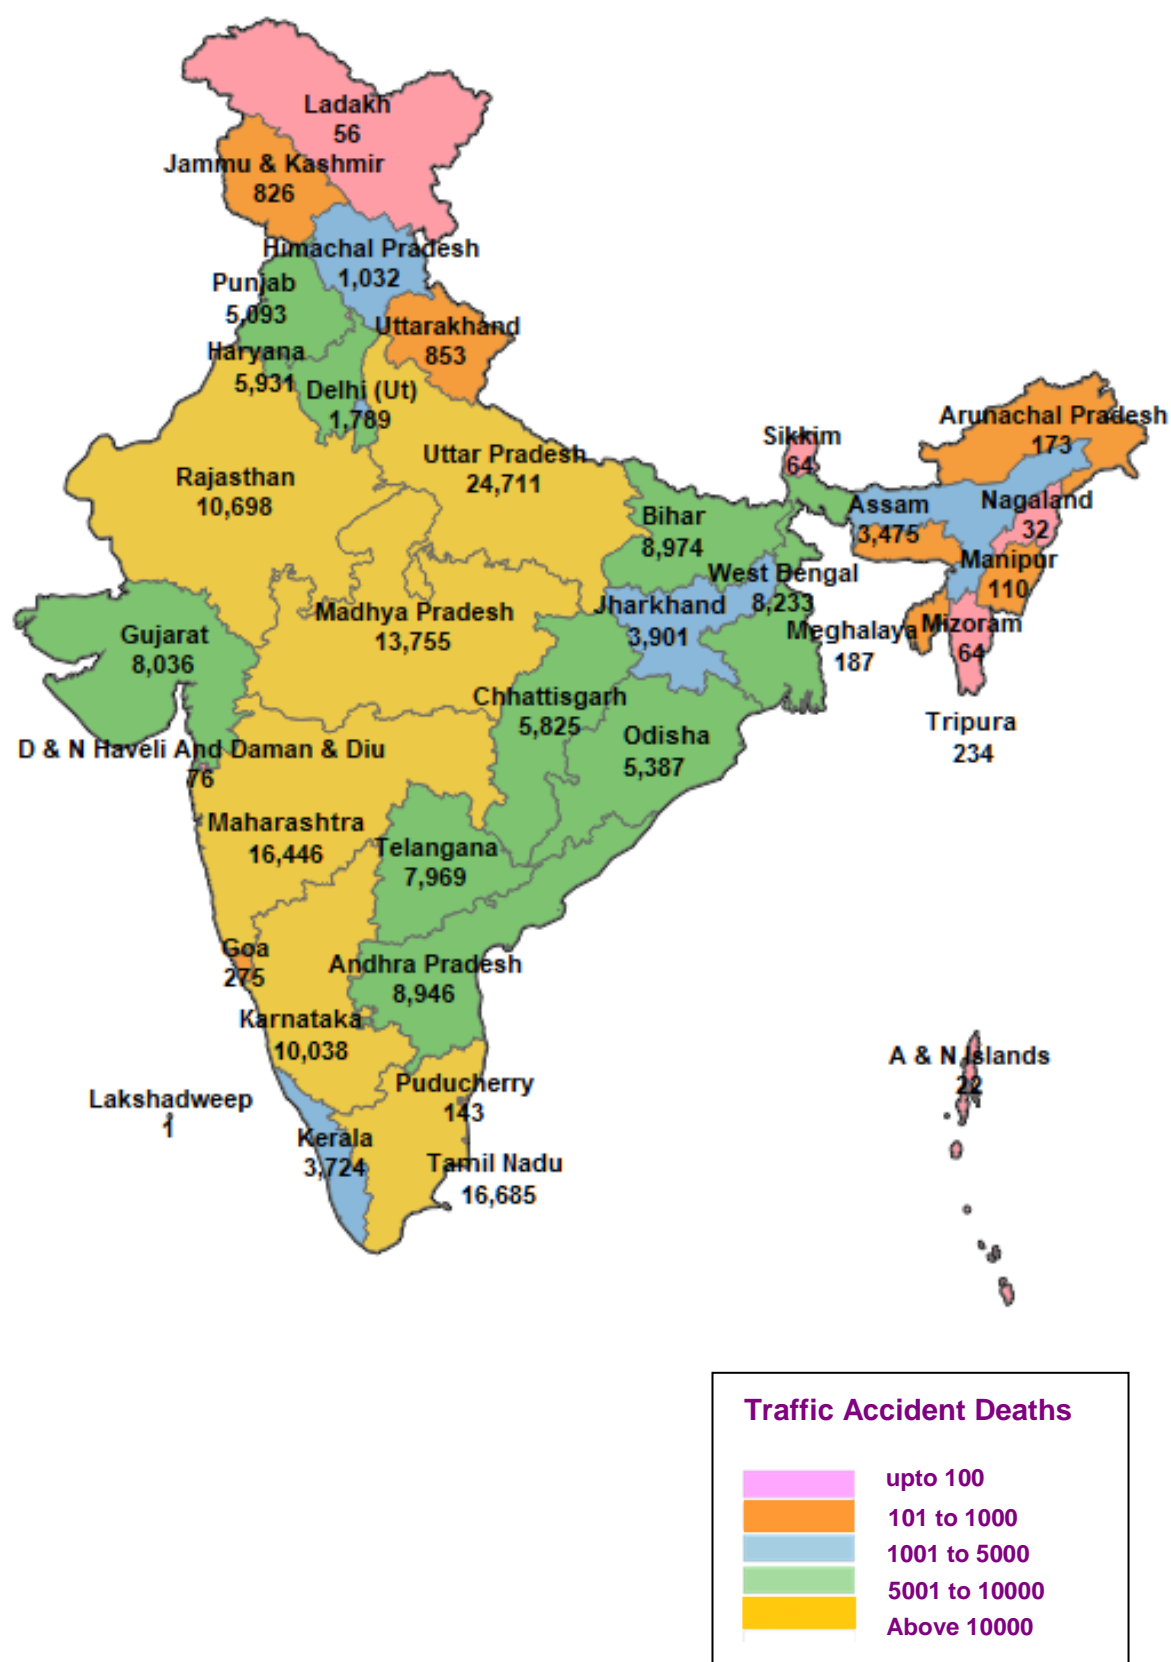 Ladakh
56
Jammu & Kashmir
826
Himachal Pradesh
1,032
Punjab
5,093
Uttarakhand
853
Haryana
5,931
Delhi (Ut)
1,789
Arunachal Pradesh
173
Sikkim
64
Uttar Pradesh
24,711
Rajasthan
10,698
Nagaland
32
Assam
3,475
Bihar
8,974
Manipur
110
West Bengal
8,233
Jharkhand
3,901
Madhya Pradesh
13,755
Meghalaya
187
Mizoram
64
Gujarat
8,036
Chhattisgarh
5,825
Tripura
234
Odisha
5,387
D & N Haveli And Daman & Diu
76
Maharashtra
16,446
Telangana
7,969
Goa
275
Andhra Pradesh
8,946
Karnataka
10,038
A & N Islands
22
Puducherry
143
Lakshadweep
1
Kerala
3,724
Tamil Nadu
16,685
Traffic Accident Deaths
upto 100
101 to 1000
1001 to 5000
5001 to 10000
Above 10000